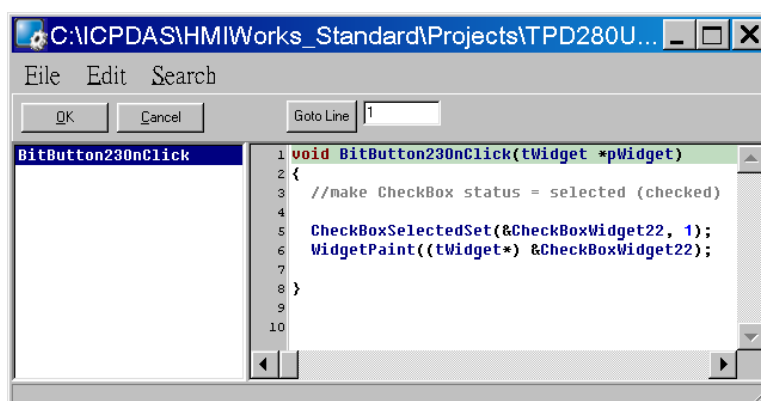 C:\ICPDAS\HMIWorks_Standard\Projects\TPD280U...
File Edit Search
OK Cancel Goto Line 1
BitButton23OnClick
1 void BitButton23OnClick(tWidget *pWidget)
2 {
3 //make CheckBox status = selected (checked)
4
5 CheckBoxSelectedSet(&CheckBoxWidget22, 1);
6 WidgetPaint((tWidget*) &CheckBoxWidget22);
7
8 }
9
10